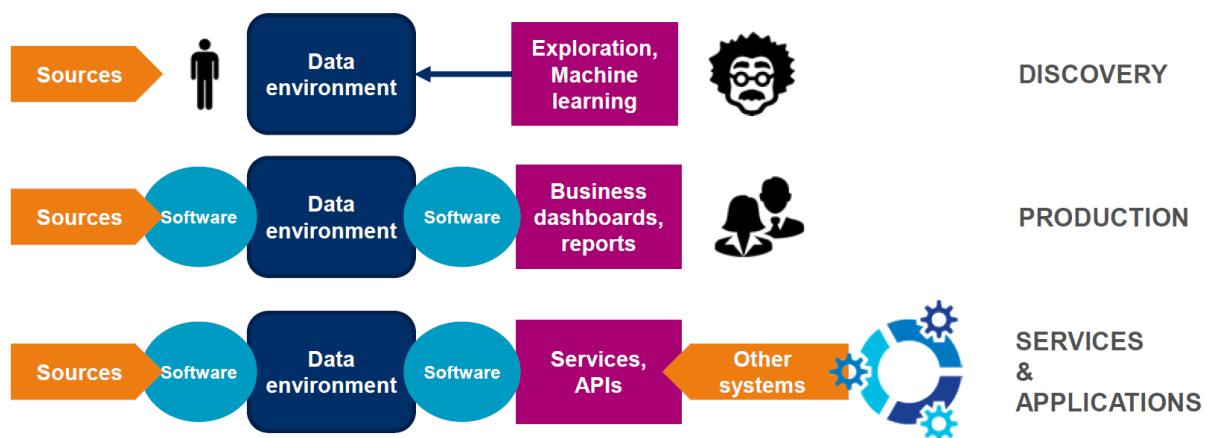 Sources
Data
environment
Exploration,
Machine
learning
DISCOVERY
Sources
Software
Data
environment
Software
Business
dashboards,
reports
PRODUCTION
Sources
Software
Data
environment
Software
Services,
APIs
Other
systems
SERVICES
&
APPLICATIONS